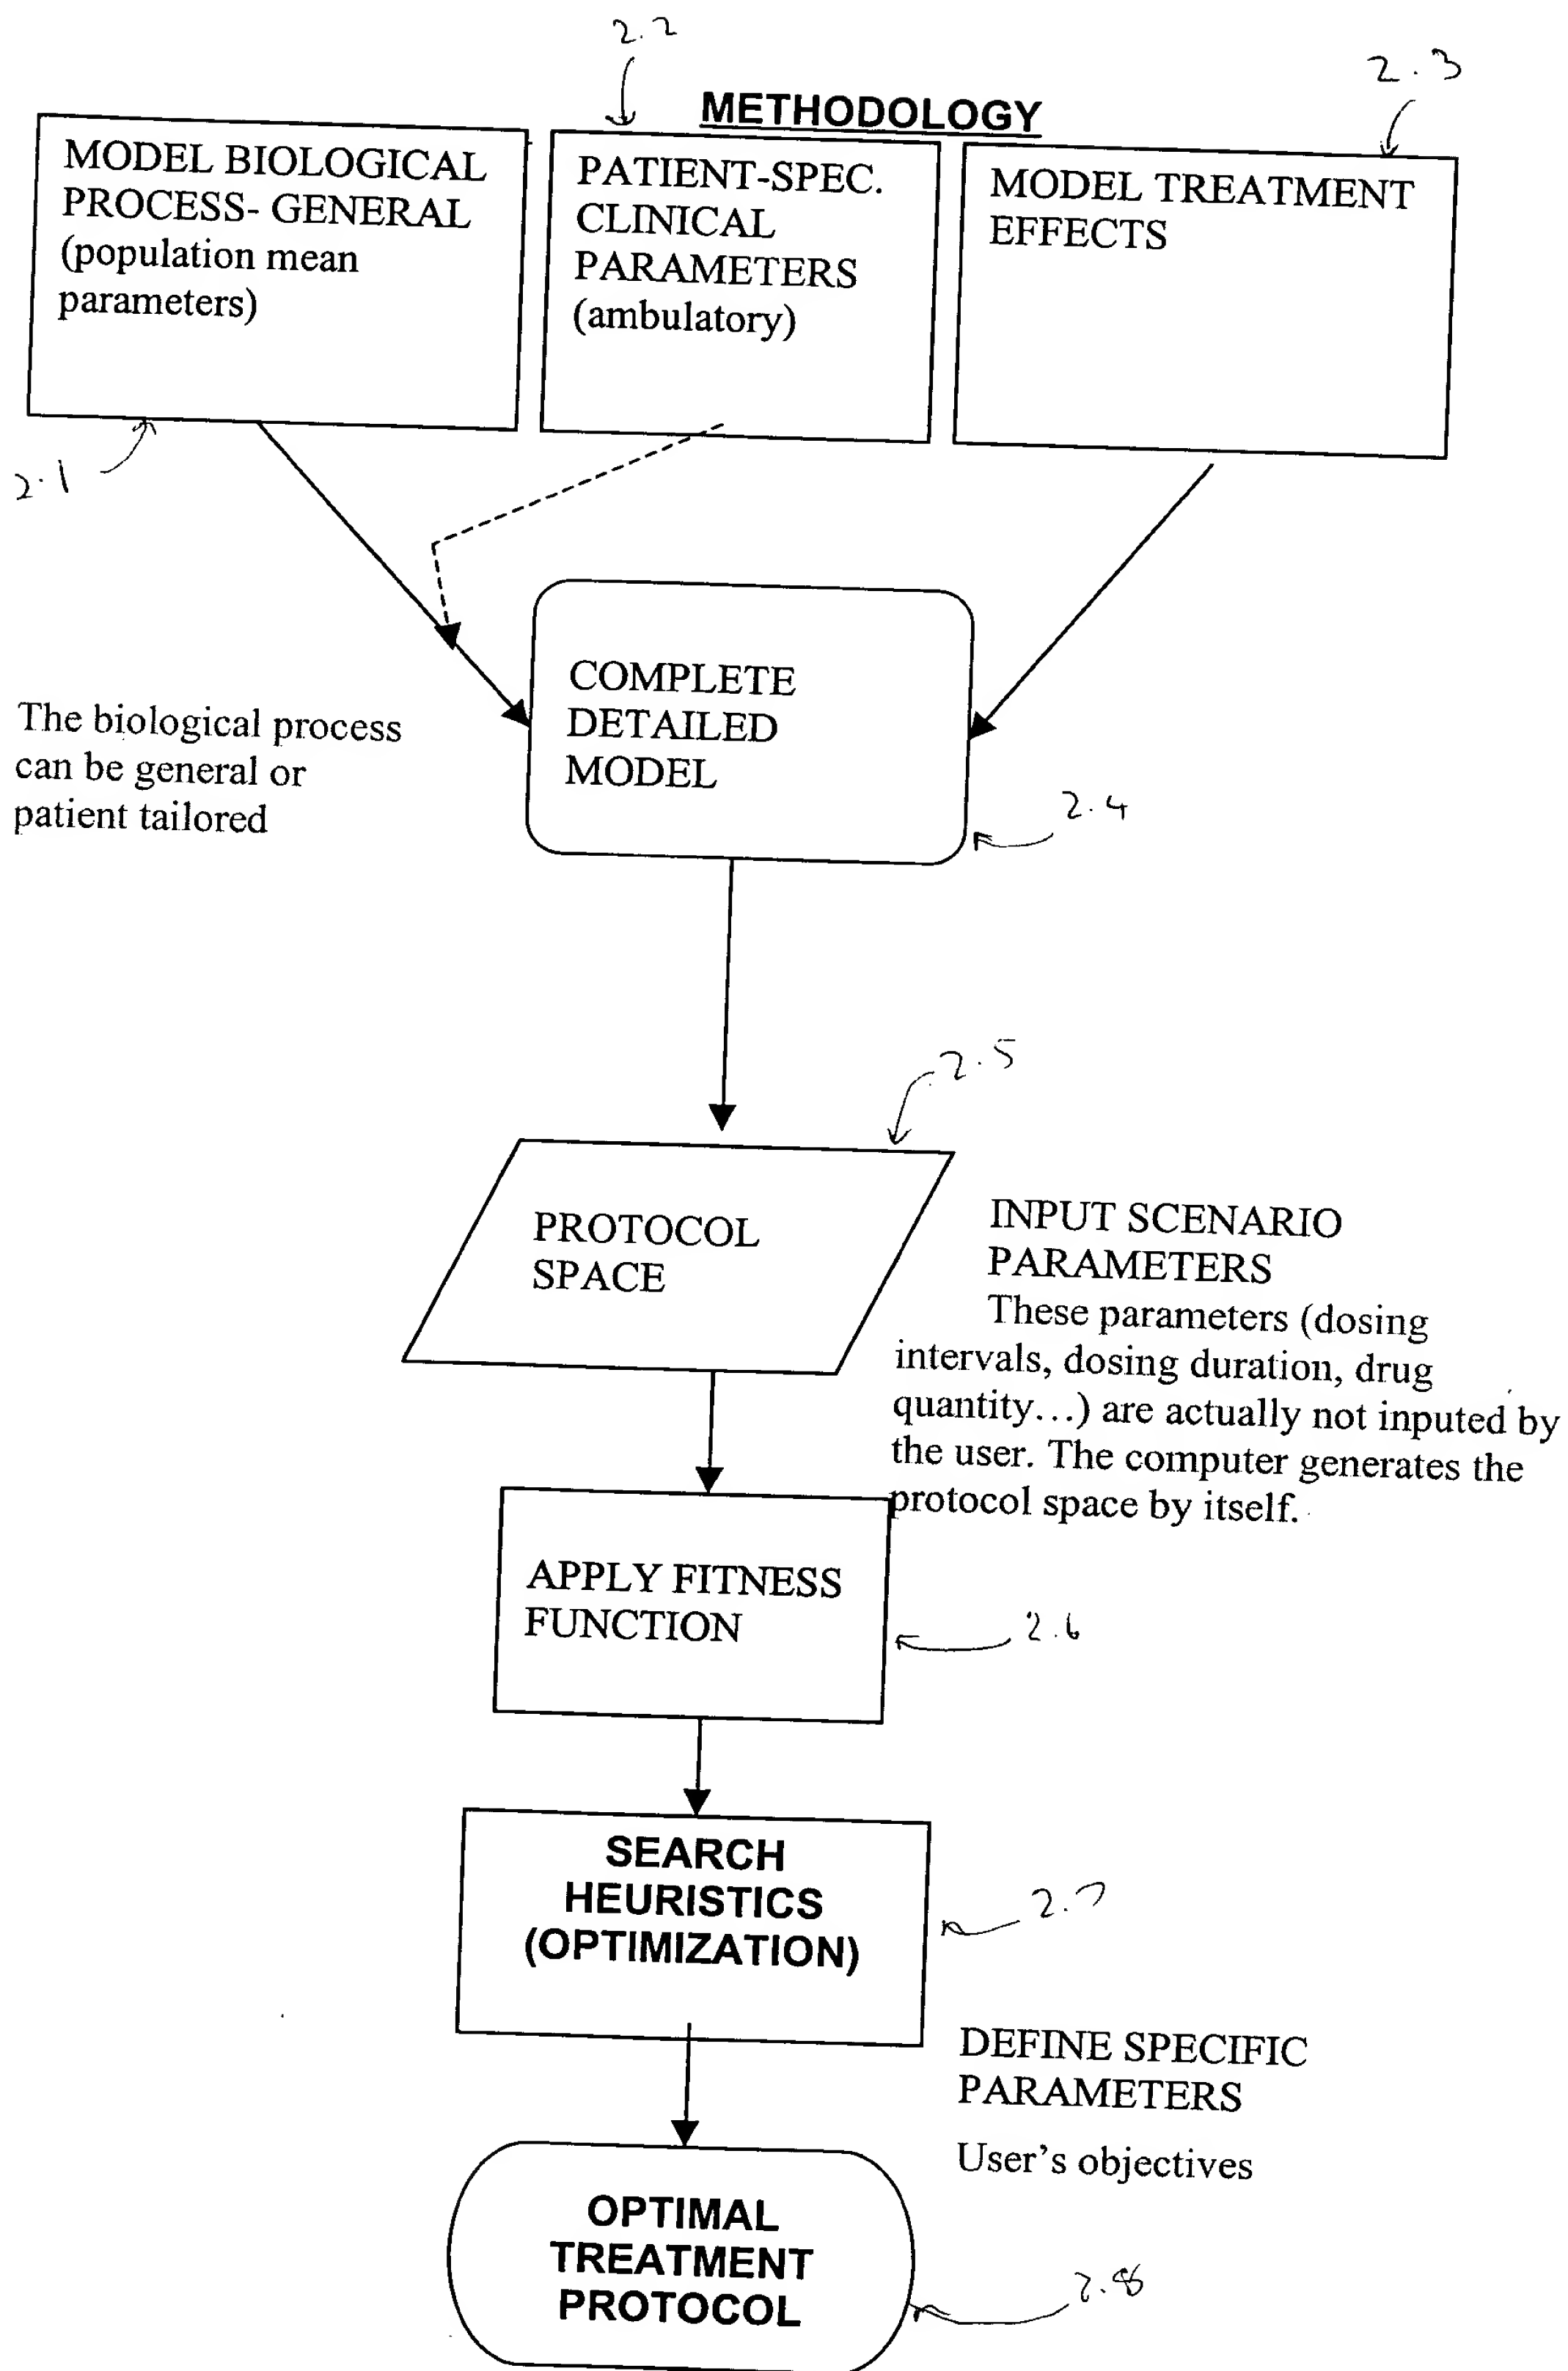 2.2
2.3
METHODOLOGY
MODEL BIOLOGICAL
PROCESS- GENERAL
(population mean
parameters)
PATIENT-SPEC.
CLINICAL
PARAMETERS
(ambulatory)
MODEL TREATMENT
EFFECTS
2.1
COMPLETE
DETAILED
MODEL
The biological process
can be general or
patient tailored
2.4
2.5
PROTOCOL
SPACE
INPUT SCENARIO
PARAMETERS
These parameters (dosing
intervals, dosing duration, drug
quantity...) are actually not inputed by
the user. The computer generates the
protocol space by itself.
APPLY FITNESS
FUNCTION
2.6
SEARCH
HEURISTICS
(OPTIMIZATION)
2.7
DEFINE SPECIFIC
PARAMETERS
User's objectives
OPTIMAL
TREATMENT
PROTOCOL
2.8